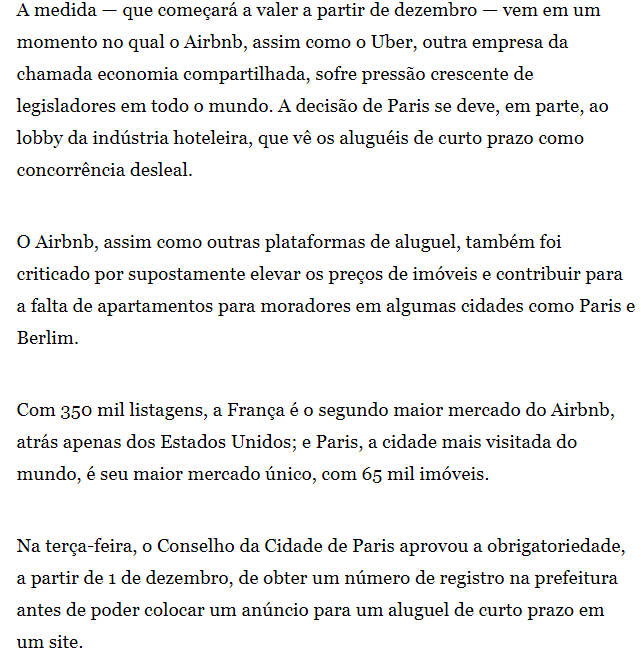 A medida — que começará a valer a partir de dezembro — vem em um
momento no qual o Airbnb, assim como o Uber, outra empresa da
chamada economia compartilhada, sofre pressão crescente de
legisladores em todo o mundo. A decisão de Paris se deve, em parte, ao
lobby da indústria hoteleira, que vê os aluguéis de curto prazo como
concorrência desleal.
O Airbnb, assim como outras plataformas de aluguel, também foi
criticado por supostamente elevar os preços de imóveis e contribuir para
a falta de apartamentos para moradores em algumas cidades como Paris e
Berlim.
Com 350 mil listagens, a França é o segundo maior mercado do Airbnb,
atrás apenas dos Estados Unidos; e Paris, a cidade mais visitada do
mundo, é seu maior mercado único, com 65 mil imóveis.
Na terça-feira, o Conselho da Cidade de Paris aprovou a obrigatoriedade,
a partir de 1 de dezembro, de obter um número de registro na prefeitura
antes de poder colocar um anúncio para um aluguel de curto prazo em
um site.